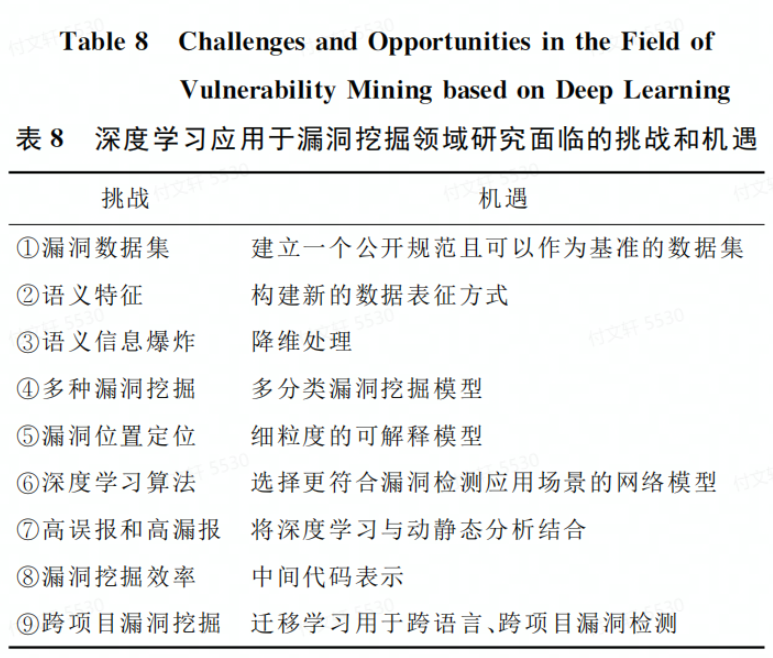 Table 8 Challenges and Opportunities in the Field of
Vulnerability Mining based on Deep Learning
表 8 深度学习应用于漏洞挖掘领域研究面临的挑战和机遇
挑战 机遇
①漏洞数据集 建立一个公开规范且可以作为基准的数据集
②语义特征 构建新的数据表征方式
③语义信息爆炸 降维处理
④多种漏洞挖掘 多分类漏洞挖掘模型
⑤漏洞位置定位 细粒度的可解释模型
⑥深度学习算法 选择更符合漏洞检测应用场景的网络模型
⑦高误报和高漏报 将深度学习与动静态分析结合
⑧漏洞挖掘效率 中间代码表示
⑨跨项目漏洞挖掘 迁移学习用于跨语言、跨项目漏洞检测
付文轩 5530